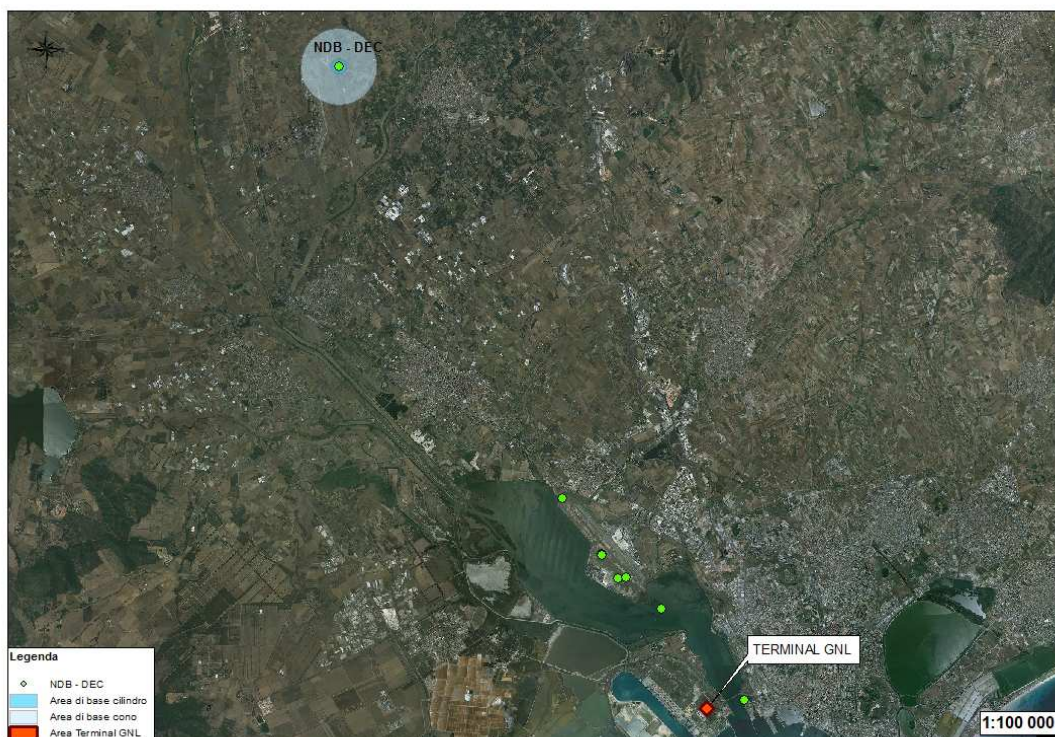 NDB - DEC
TERMINAL GNL
Legenda
NDB - DEC
Area di base cilindro
Area di base cono
Area Terminal GNL
1:100 000